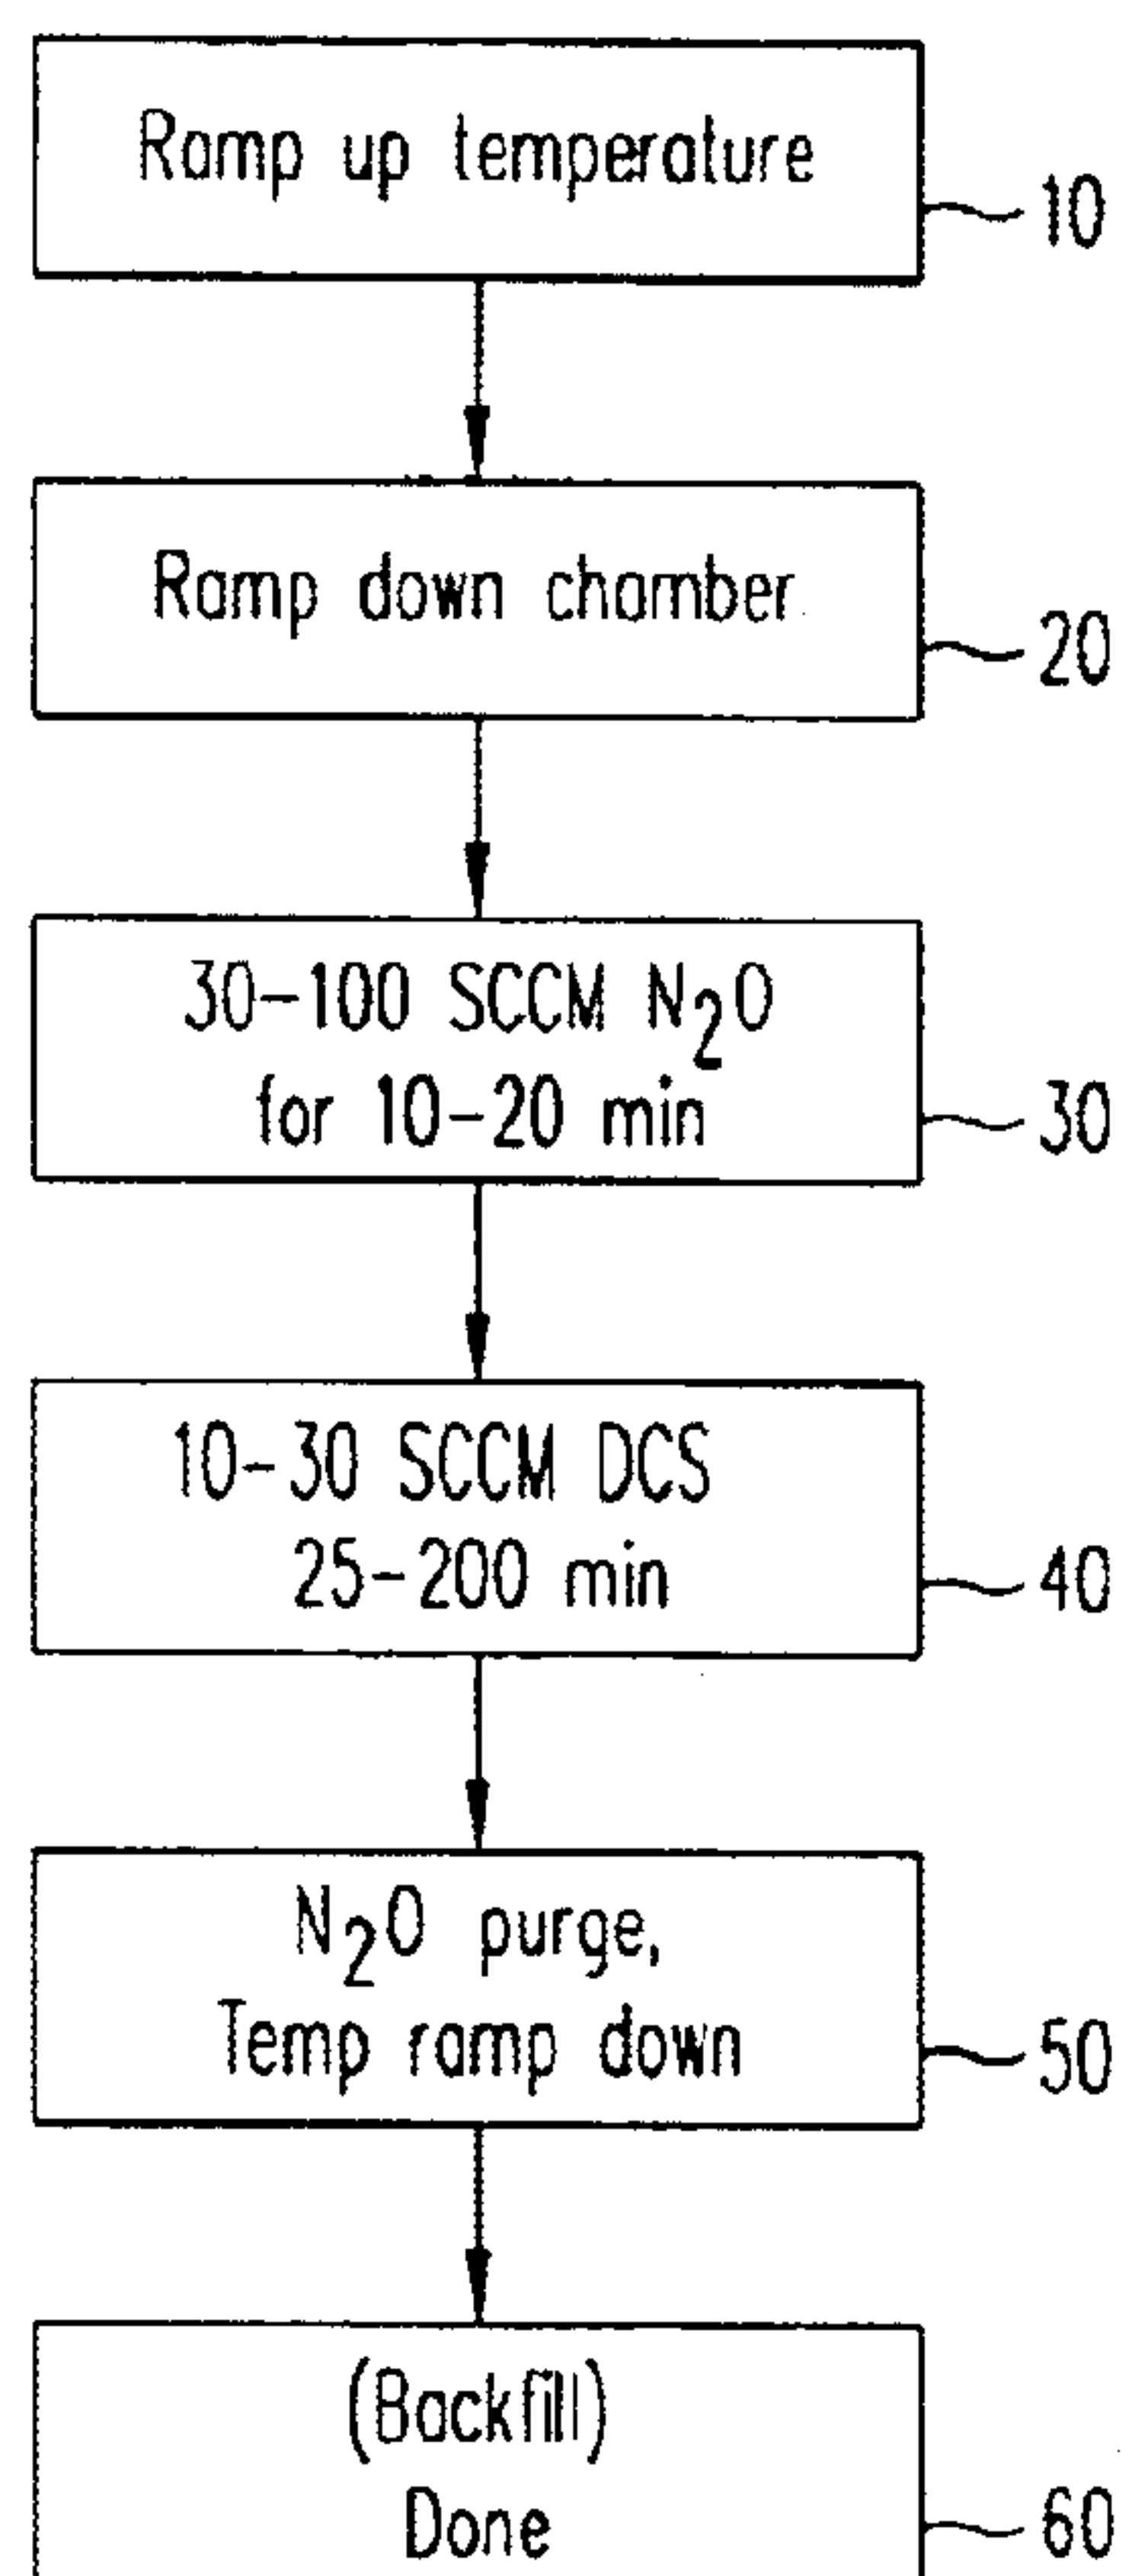 Ramp up temperature
10
Ramp down chamber
20
30-100 SCCM N2O
for 10-20 min
30
10-30 SCCM DCS
25-200 min
40
N2O purge,
Temp ramp down
50
(Backfill)
Done
60